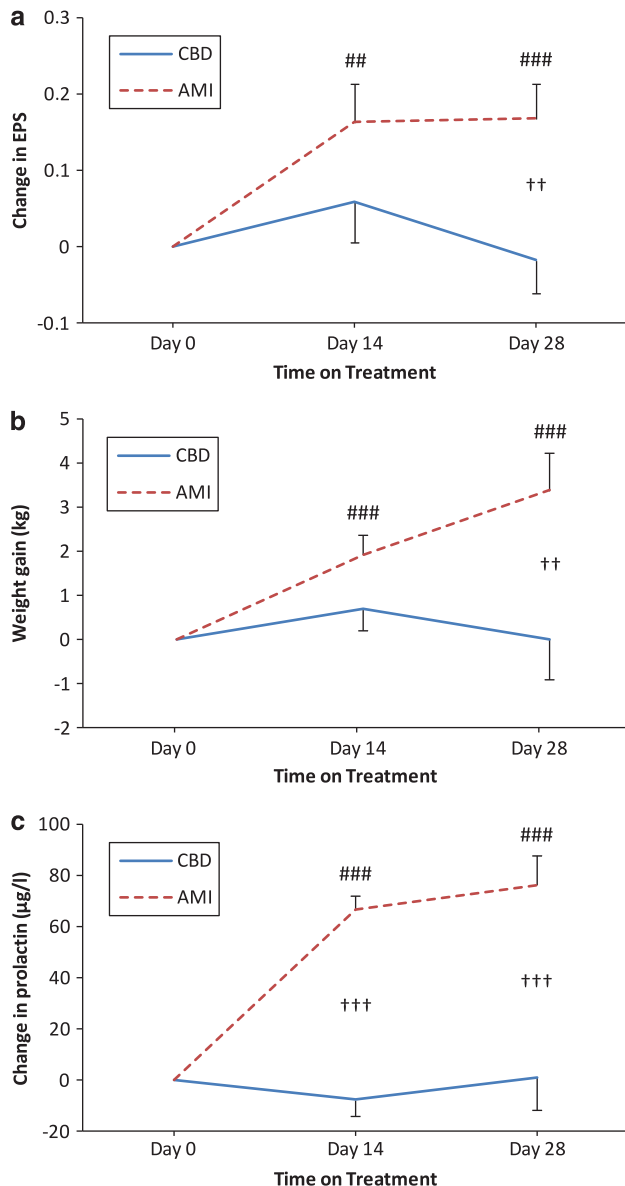 a
0.3
CBD
AMI
##
###
0.2
0.1
††
0
-0.1
Change in EPS
Day 0 Day 14 Day 28
Time on Treatment
b
5
CBD
AMI
###
4
3
###
2
††
1
0
-1
-2
Weight gain (kg)
Day 0 Day 14 Day 28
Time on Treatment
c
100
CBD
AMI
###
###
80
60
40
†††
†††
20
0
-20
Change in prolactin (µg/l)
Day 0 Day 14 Day 28
Time on Treatment